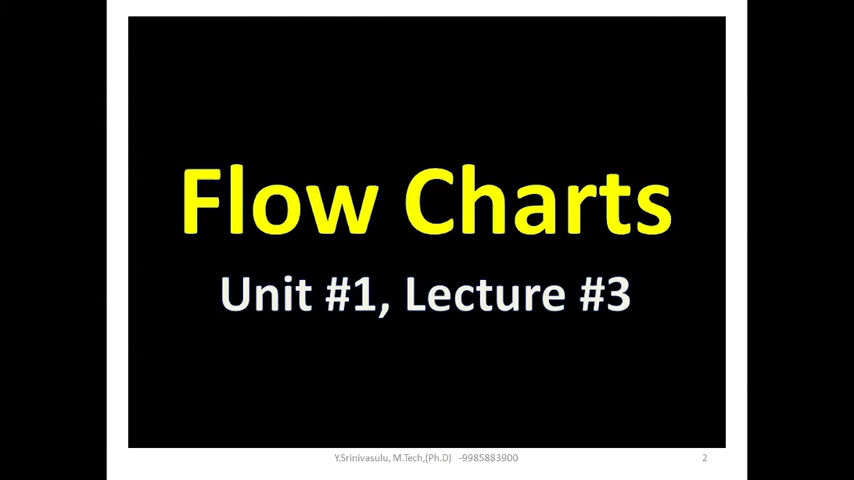 Flow Charts
Unit #1, Lecture #3
Y.Srinivasulu, M.Tech,(Ph.D) -9985883900
2